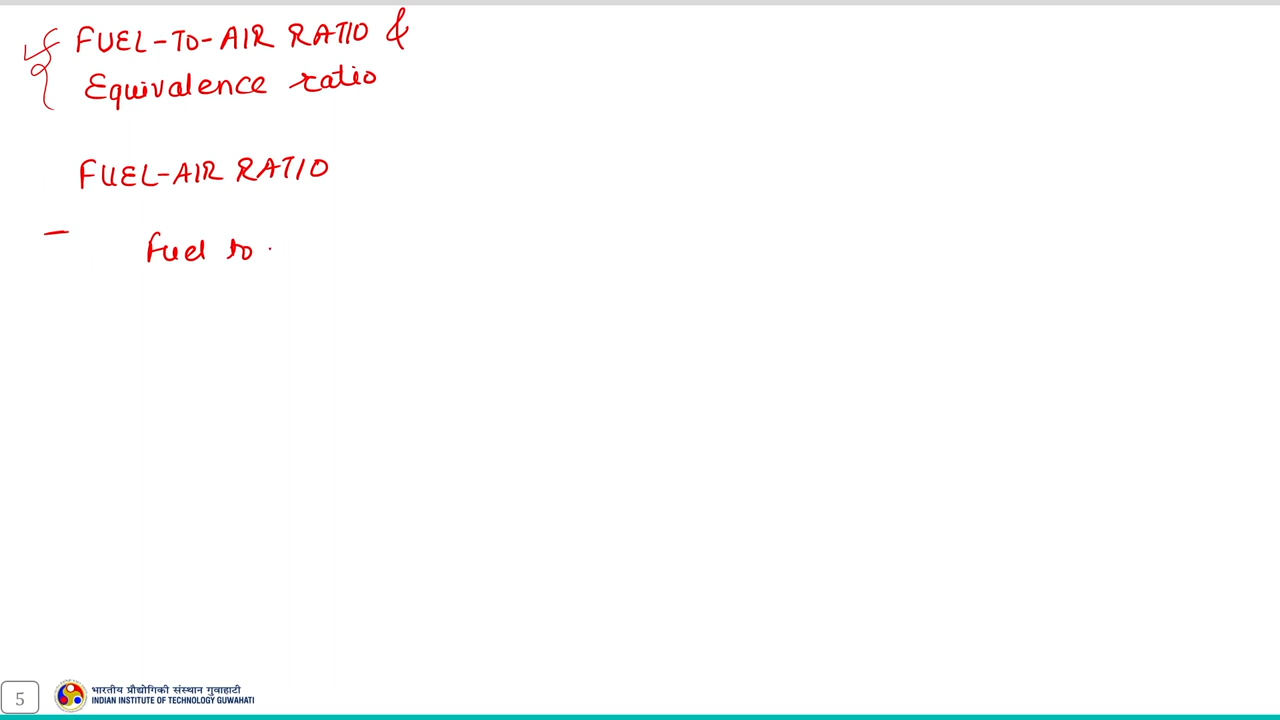 FUEL-TO-AIR RATIO &
Equivalence ratio
FUEL-AIR RATIO
- Fuel to
5
भारतीय प्रौद्योगिकी संस्थान गुवाहाटी
INDIAN INSTITUTE OF TECHNOLOGY GUWAHATI